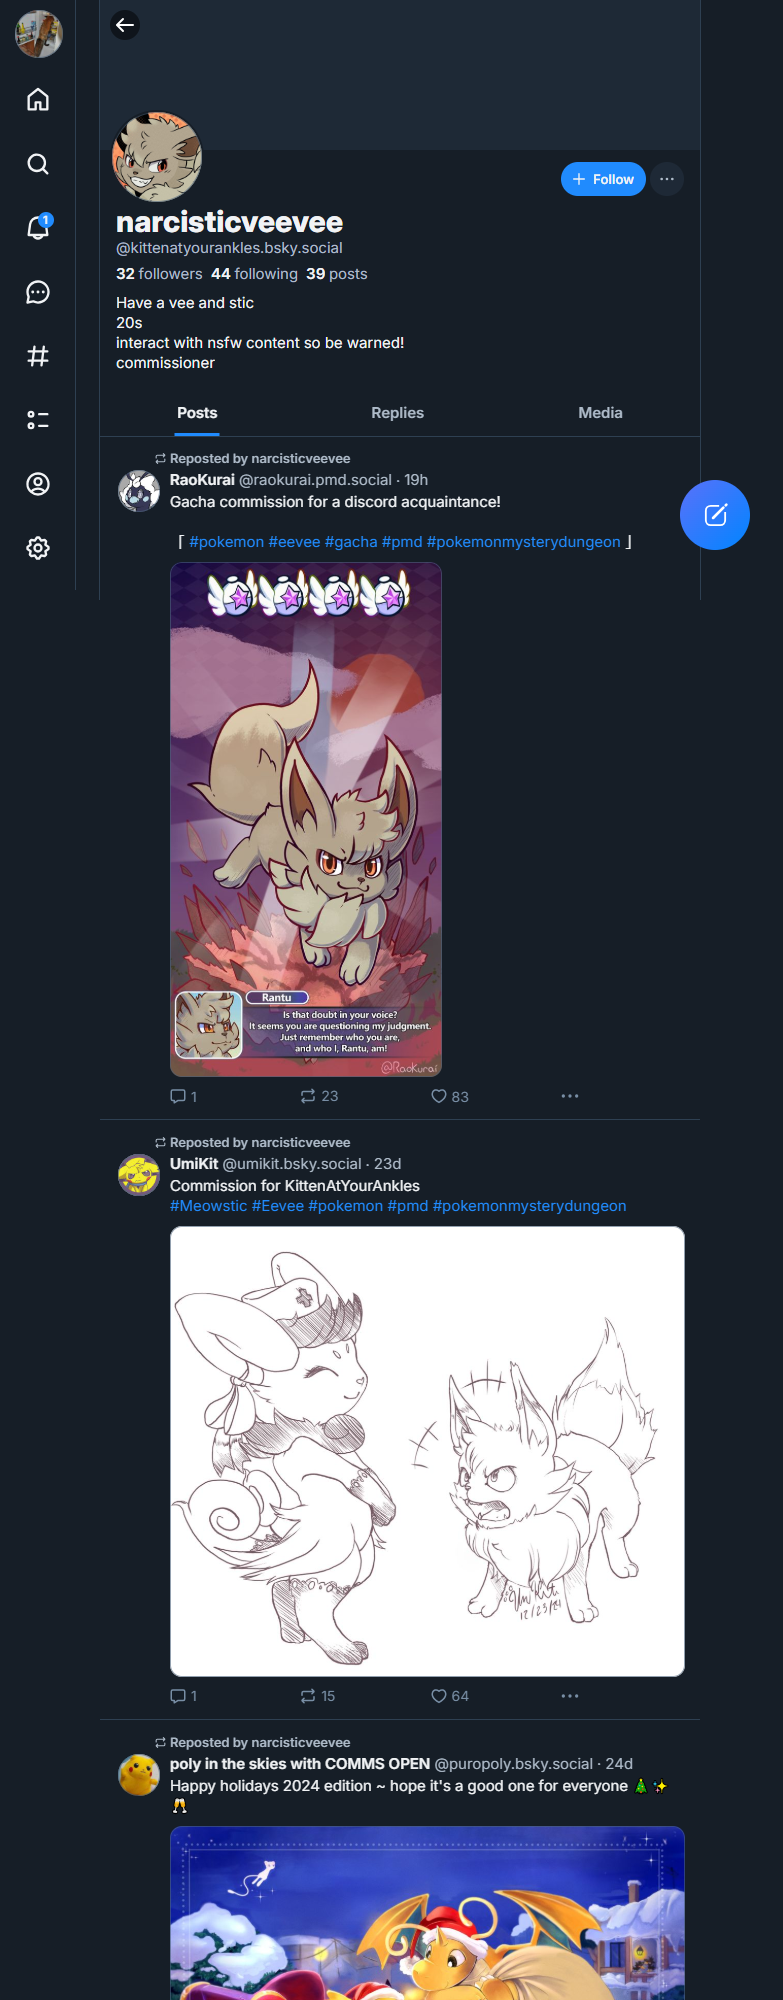 1
+ Follow
narcisticveevee
@kittenatyourankles.bsky.social
32 followers 44 following 39 posts
Have a vee and stic
20s
interact with nsfw content so be warned!
commissioner
Posts Replies Media
Reposted by narcisticveevee
RaoKurai @raokurai.pmd.social · 19h
Gacha commission for a discord acquaintance!
⌈ #pokemon #eevee #gacha #pmd #pokemonmysterydungeon ⌋
Rantu
Is that doubt in your voice?
It seems you are questioning my judgment.
Just remember who you are,
and who I, Rantu, am!
@Raokurai
1 23 83
Reposted by narcisticveevee
UmiKit @umikit.bsky.social · 23d
Commission for KittenAtYourAnkles
#Meowstic #Eevee #pokemon #pmd #pokemonmysterydungeon
UmiKit
12/23/24
1 15 64
Reposted by narcisticveevee
poly in the skies with COMMS OPEN @puropoly.bsky.social · 24d
Happy holidays 2024 edition ~ hope it's a good one for everyone 🎄✨
🥂